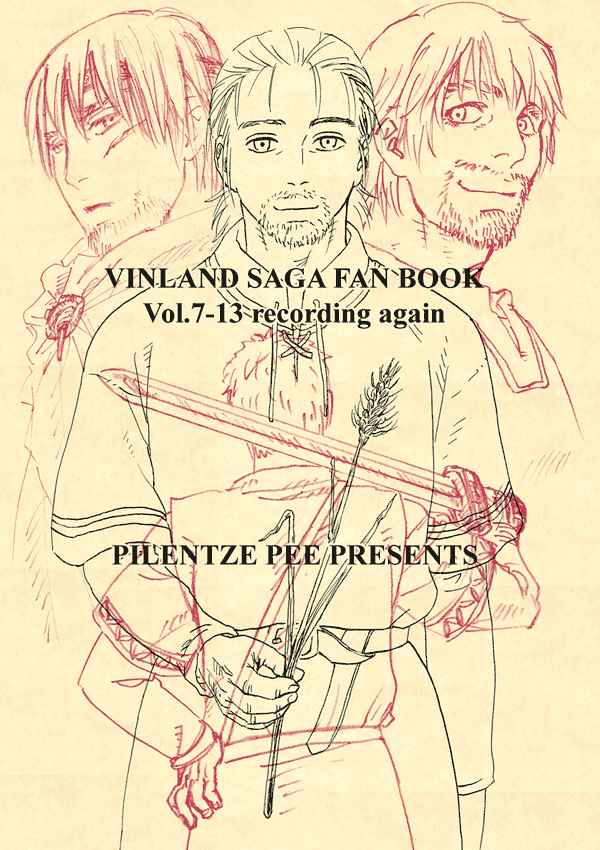 VINLAND SAGA FAN BOOK
Vol.7-13 recording again
PILENTZE PEE PRESENTS